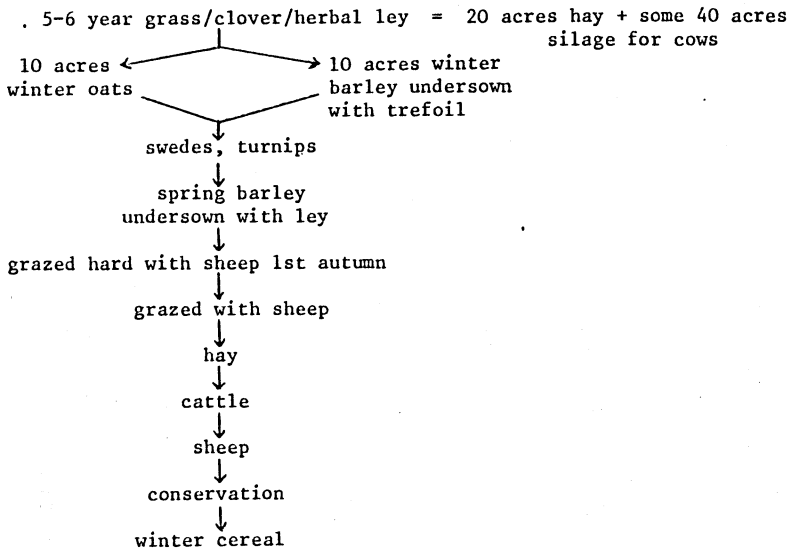 5-6 year grass/clover/herbal ley = 20 acres hay + some 40 acres
silage for cows
10 acres
winter oats
10 acres winter
barley undersown
with trefoil
swedes, turnips
spring barley
undersown with ley
grazed hard with sheep 1st autumn
grazed with sheep
hay
cattle
sheep
conservation
winter cereal